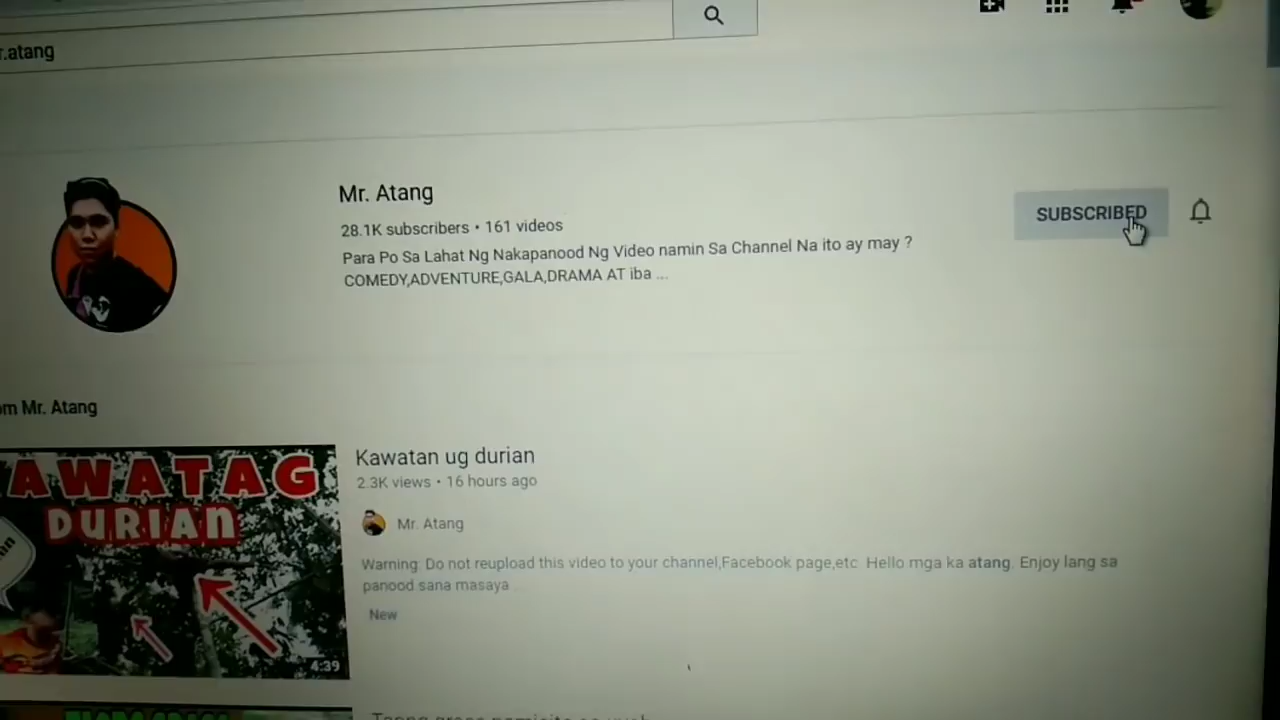 r.atang
Mr. Atang
28.1K subscribers • 161 videos
Para Po Sa Lahat Ng Nakapanood Ng Video namin Sa Channel Na ito ay may ?
COMEDY,ADVENTURE,GALA,DRAMA AT iba ...
SUBSCRIBED
om Mr. Atang
AWATAG
DURIAN
4:39
Kawatan ug durian
2.3K views • 16 hours ago
Mr. Atang
Warning: Do not reupload this video to your channel,Facebook page,etc. Hello mga ka atang. Enjoy lang sa
panood sana masaya
New